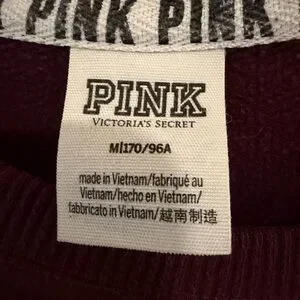 PINK PINK
PINK
VICTORIA'S SECRET
M|170/96A
made in Vietnam/fabriqué au
Vietnam/hecho en Vietnam/
fabbricato in Vietnam/越南制造